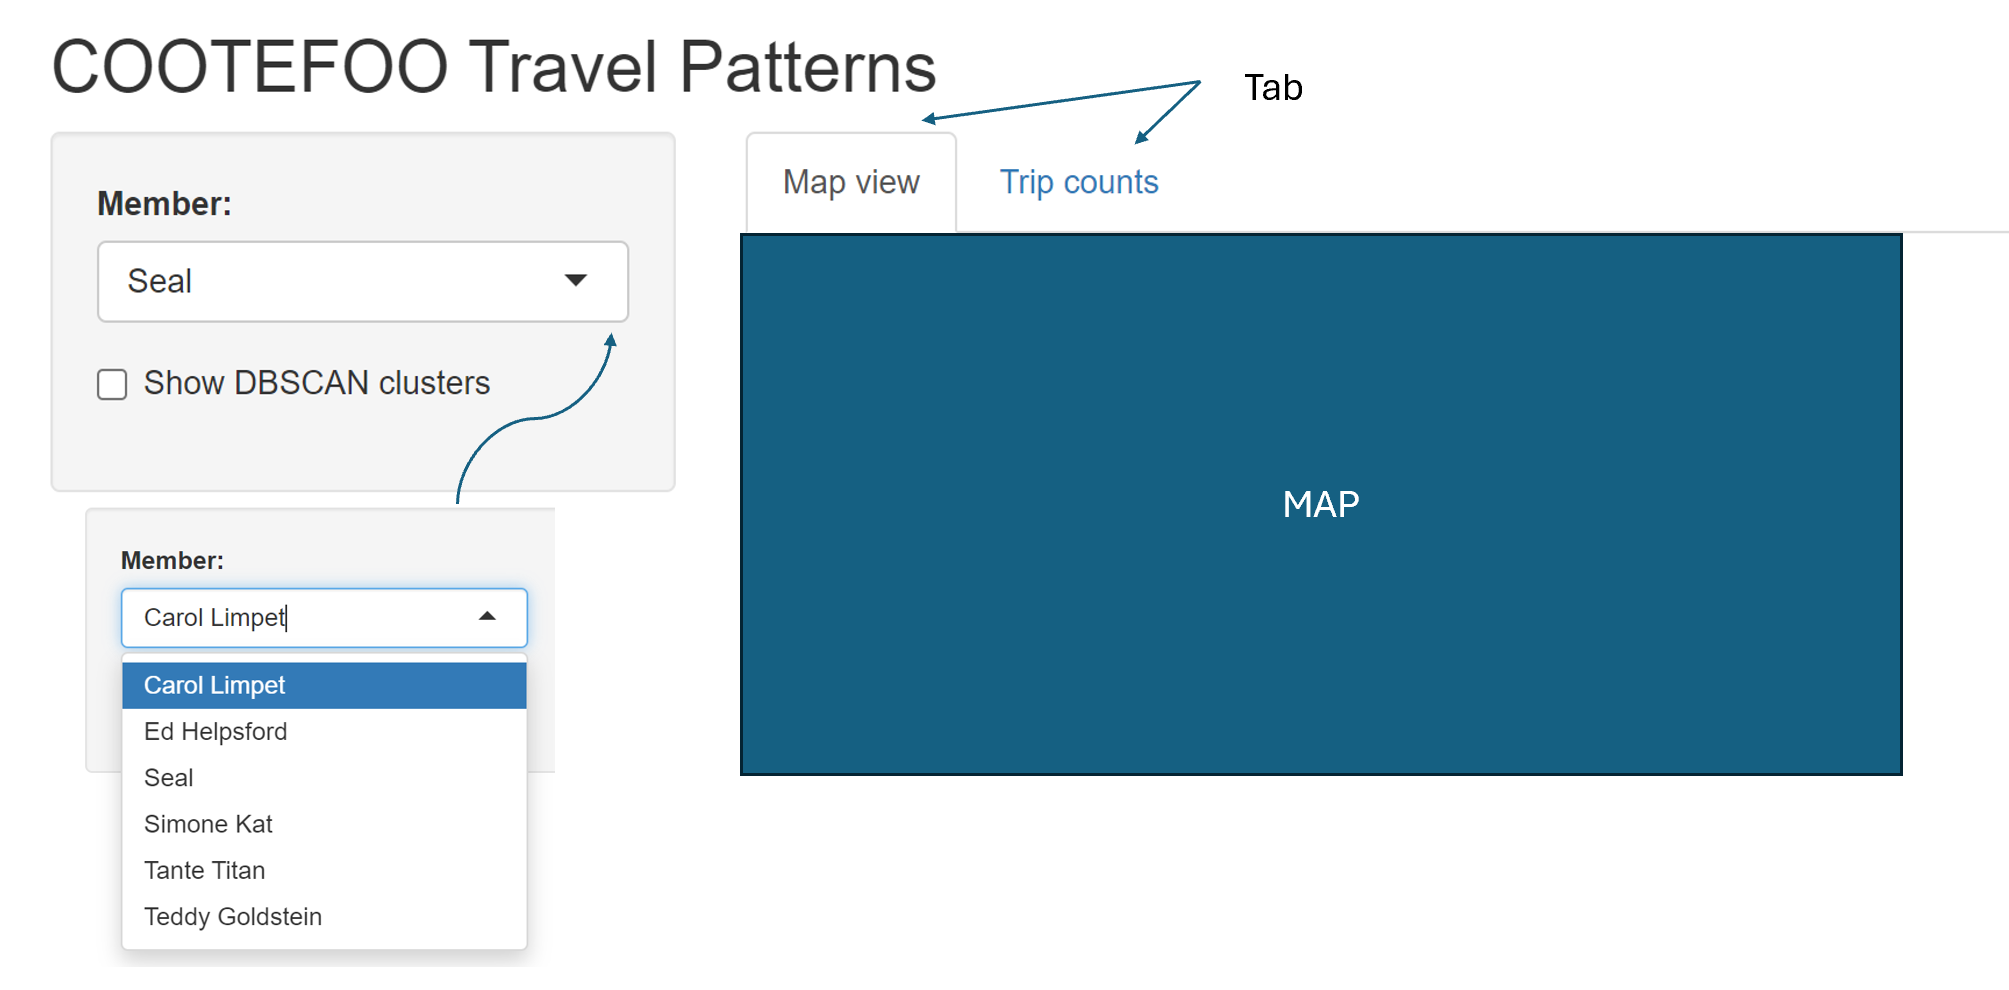 COOTEFOO Travel Patterns
Tab
Member:
Seal
Show DBSCAN clusters
Map view
Trip counts
MAP
Member:
Carol Limpet
Carol Limpet
Ed Helpsford
Seal
Simone Kat
Tante Titan
Teddy Goldstein